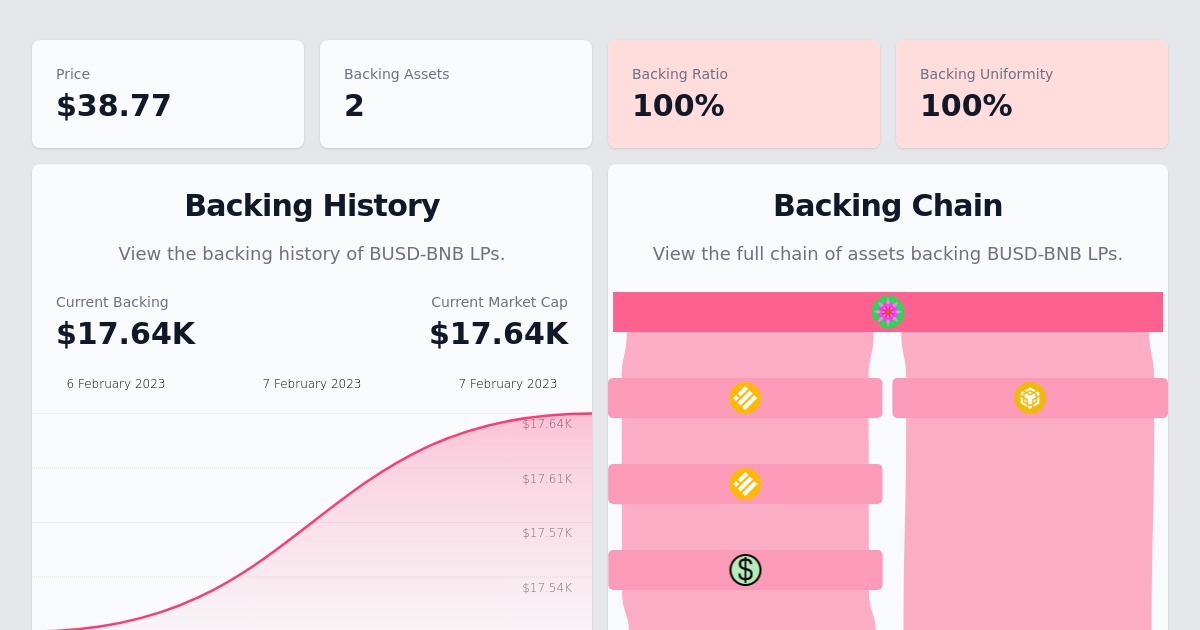 Price
$38.77
Backing Assets
2
Backing Ratio
100%
Backing Uniformity
100%
Backing History
View the backing history of BUSD-BNB LPs.
Current Backing
$17.64K
Current Market Cap
$17.64K
6 February 2023
7 February 2023
7 February 2023
$17.64K
$17.61K
$17.57K
$17.54K
Backing Chain
View the full chain of assets backing BUSD-BNB LPs.
$